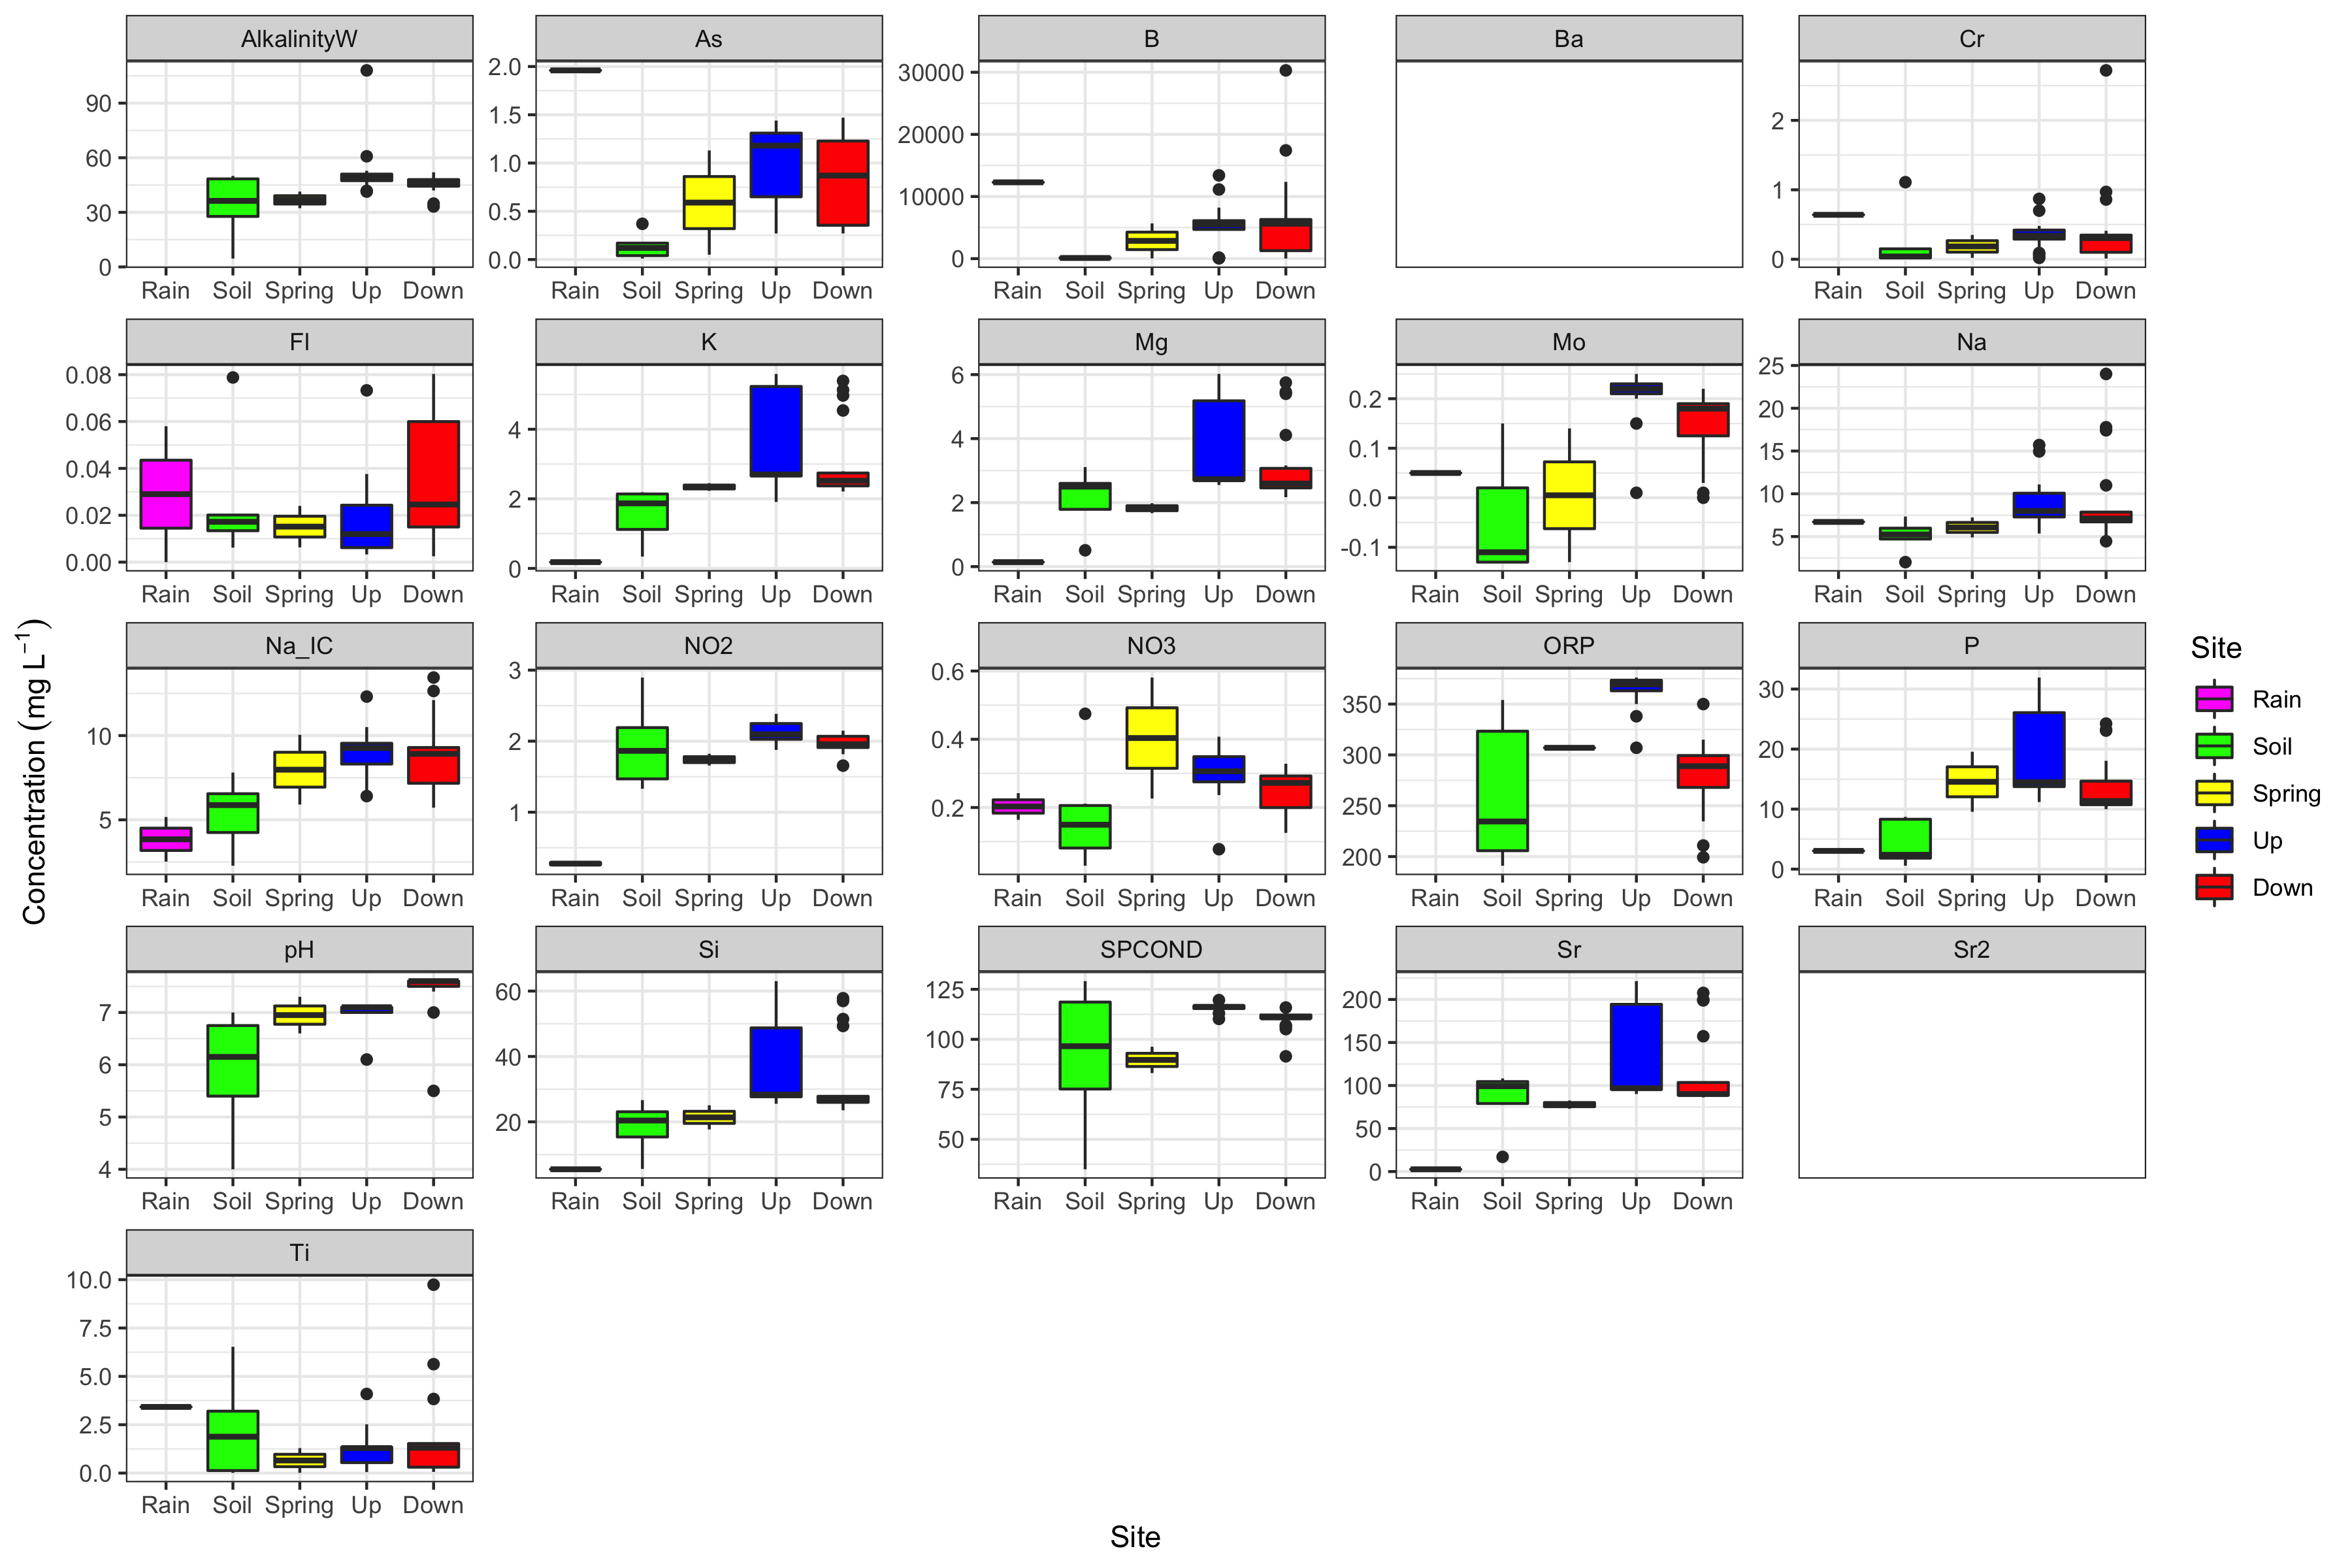 AlkalinityW As B Ba Cr
90
60
30
0
2.0
1.5
1.0
0.5
0.0
30000
20000
10000
0
2
1
0
Rain Soil Spring Up Down
Rain Soil Spring Up Down
Rain Soil Spring Up Down
Rain Soil Spring Up Down
Fl K Mg Mo Na
0.08
0.06
0.04
0.02
0.00
4
2
0
6
4
2
0
0.2
0.1
0.0
-0.1
25
20
15
10
5
Rain Soil Spring Up Down
Rain Soil Spring Up Down
Rain Soil Spring Up Down
Rain Soil Spring Up Down
Rain Soil Spring Up Down
Na_IC NO2 NO3 ORP P
10
5
3
2
1
0.6
0.4
0.2
350
300
250
200
30
20
10
0
Rain Soil Spring Up Down
Rain Soil Spring Up Down
Rain Soil Spring Up Down
Rain Soil Spring Up Down
Rain Soil Spring Up Down
pH Si SPCOND Sr Sr2
7
6
5
4
60
40
20
125
100
75
50
200
150
100
50
0
Rain Soil Spring Up Down
Rain Soil Spring Up Down
Rain Soil Spring Up Down
Rain Soil Spring Up Down
Ti
10.0
7.5
5.0
2.5
0.0
Rain Soil Spring Up Down
Concentration (mg L⁻¹)
Site
Site
Rain
Soil
Spring
Up
Down